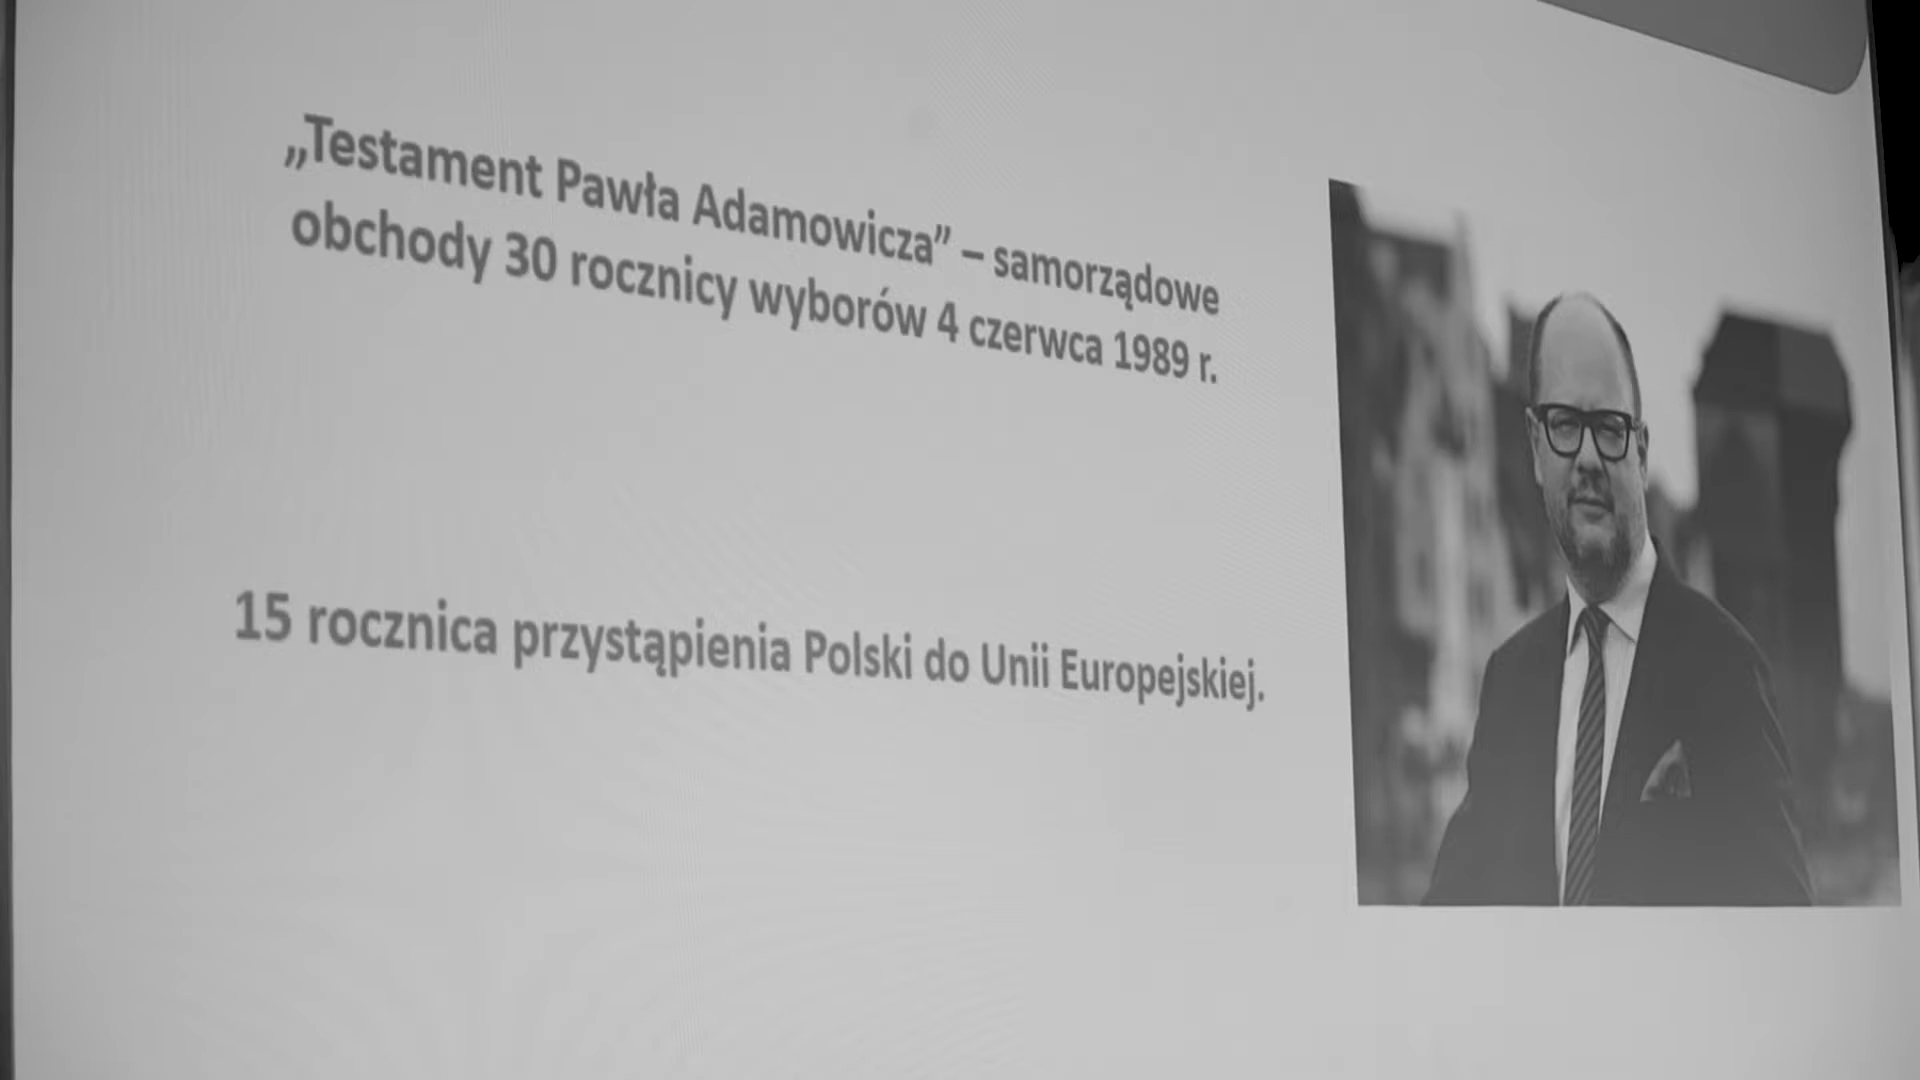 „Testament Pawła Adamowicza” – samorządowe
obchody 30 rocznicy wyborów 4 czerwca 1989 r.
15 rocznica przystąpienia Polski do Unii Europejskiej.